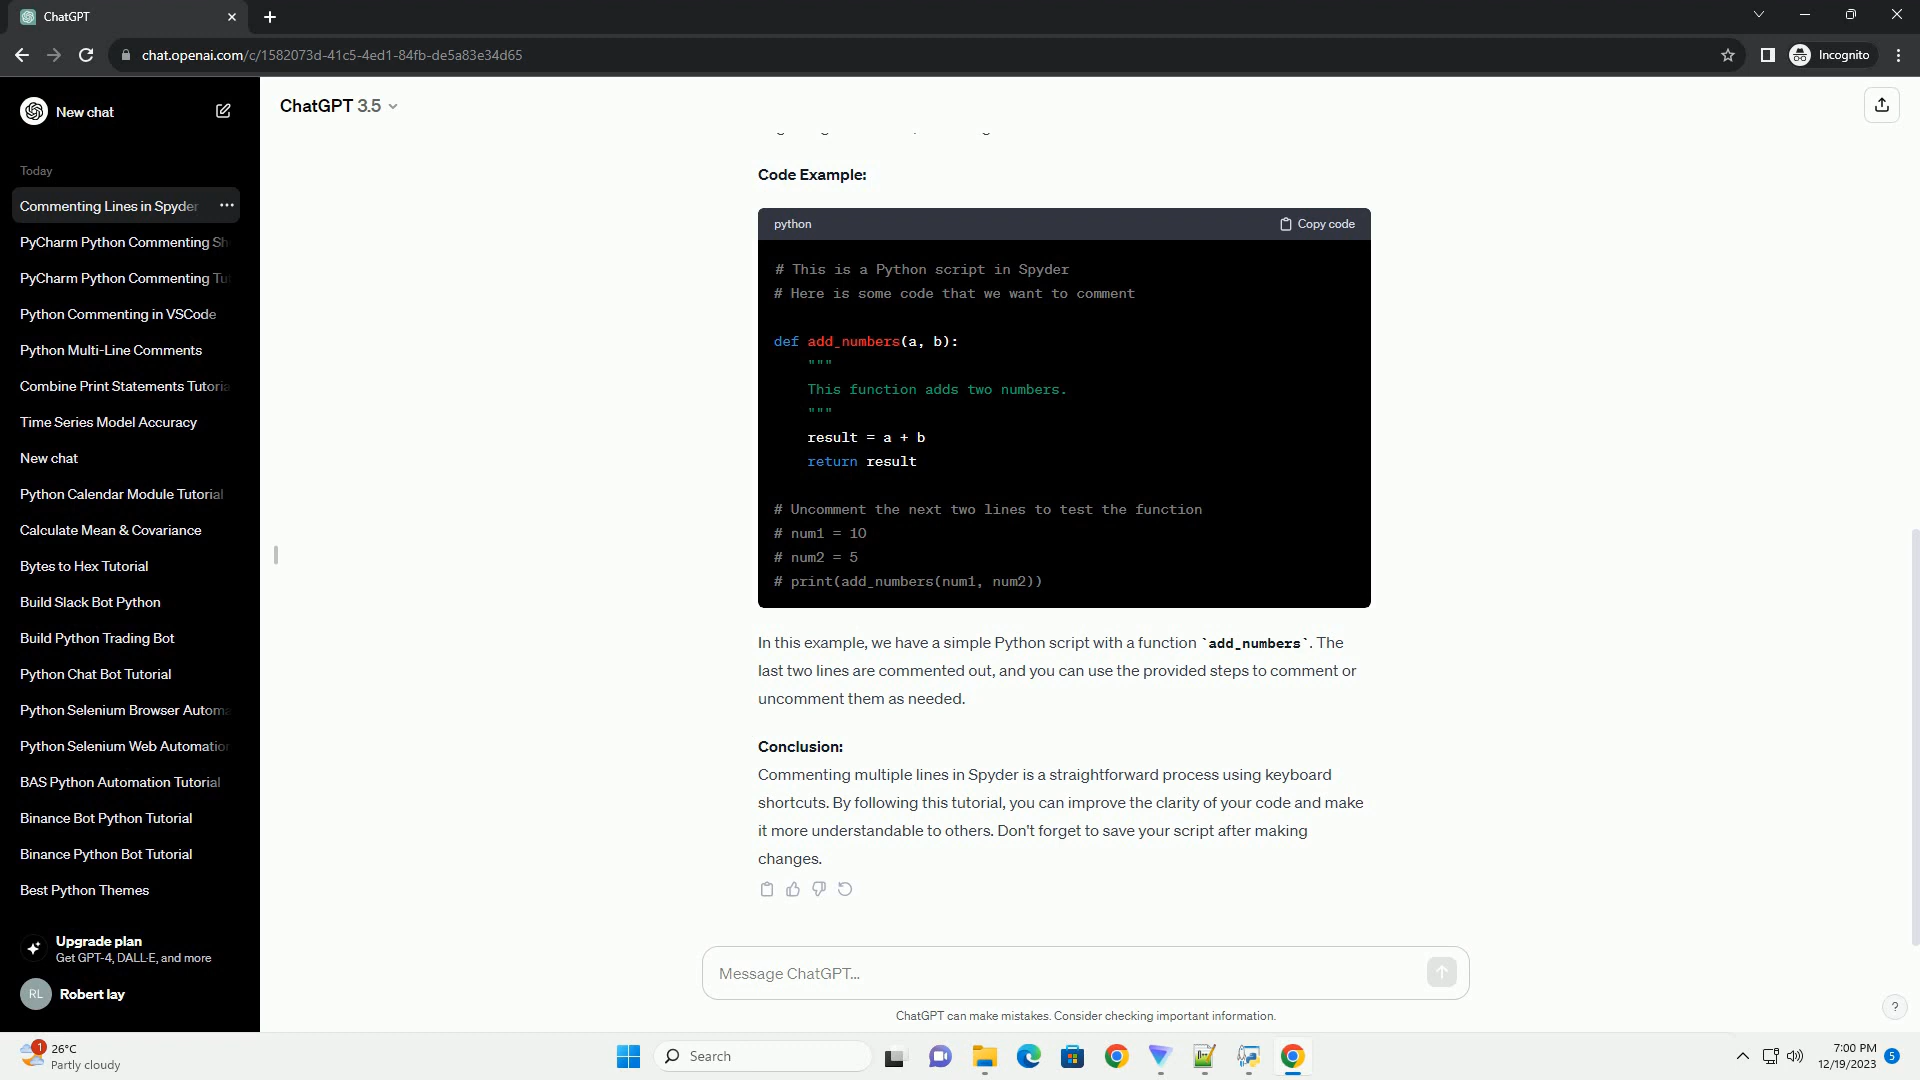 ChatGPT
chat.openai.com/c/1582073d-41c5-4ed1-84fb-de5a83e34d65
Incognito
New chat
Today
Commenting Lines in Spyder
PyCharm Python Commenting Sh
PyCharm Python Commenting Tu
Python Commenting in VSCode
Python Multi-Line Comments
Combine Print Statements Tutoria
Time Series Model Accuracy
New chat
Python Calendar Module Tutorial
Calculate Mean & Covariance
Bytes to Hex Tutorial
Build Slack Bot Python
Build Python Trading Bot
Python Chat Bot Tutorial
Python Selenium Browser Automa
Python Selenium Web Automation
BAS Python Automation Tutorial
Binance Bot Python Tutorial
Binance Python Bot Tutorial
Best Python Themes
Upgrade plan
Get GPT-4, DALL·E, and more
RL
Robert lay
ChatGPT 3.5
Code Example:
python
Copy code
# This is a Python script in Spyder
# Here is some code that we want to comment
def add_numbers(a, b):
"""
This function adds two numbers.
"""
result = a + b
return result
# Uncomment the next two lines to test the function
# num1 = 10
# num2 = 5
# print(add_numbers(num1, num2))
In this example, we have a simple Python script with a function `add_numbers`. The
last two lines are commented out, and you can use the provided steps to comment or
uncomment them as needed.
Conclusion:
Commenting multiple lines in Spyder is a straightforward process using keyboard
shortcuts. By following this tutorial, you can improve the clarity of your code and make
it more understandable to others. Don't forget to save your script after making
changes.
Message ChatGPT...
ChatGPT can make mistakes. Consider checking important information.
?
1
26°C
Partly cloudy
Search
7:00 PM
12/19/2023
5